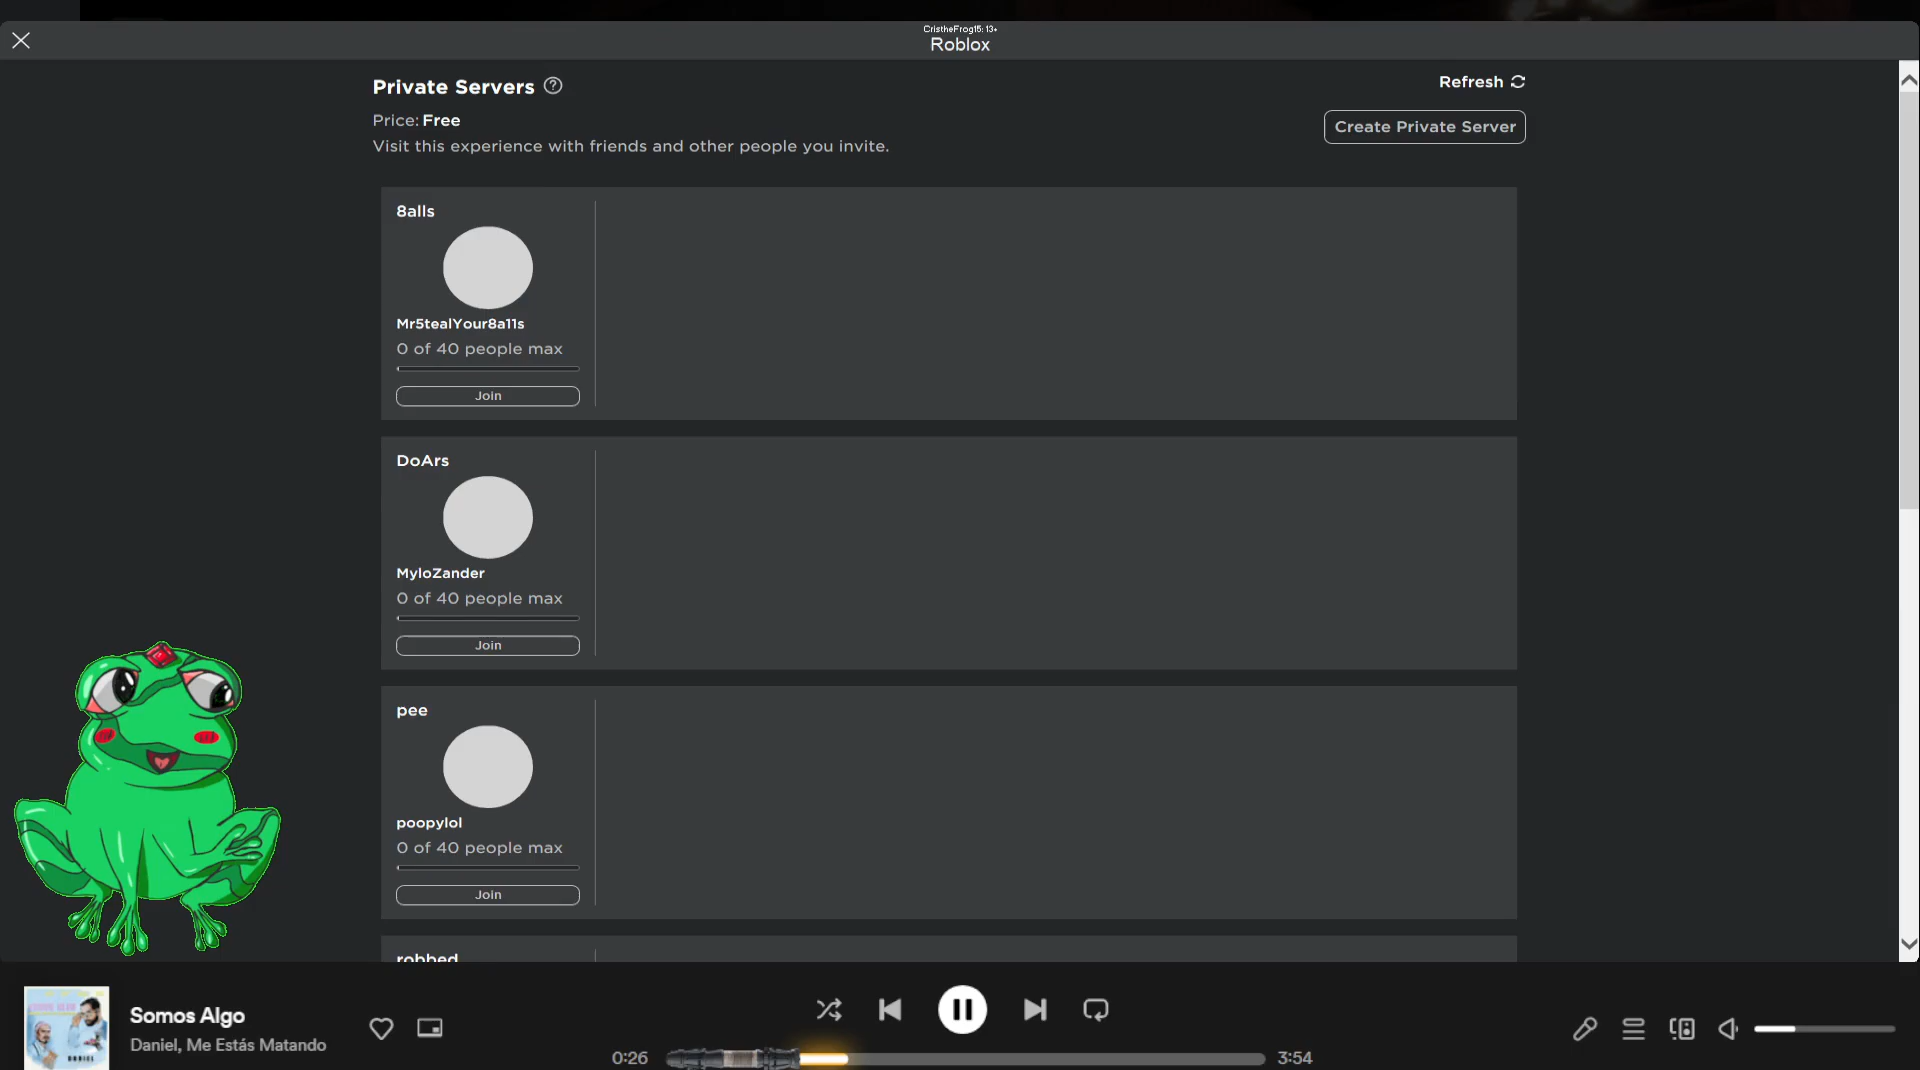 CristheFrog15: 13+
Roblox
Private Servers
Refresh
Price: Free
Create Private Server
Visit this experience with friends and other people you invite.
8alls
Mr5tealYour8a11s
0 of 40 people max
Join
DoArs
MyloZander
0 of 40 people max
Join
pee
poopylol
0 of 40 people max
Join
robbed
Somos Algo
Daniel, Me Estás Matando
0:26
3:54
DANIEL